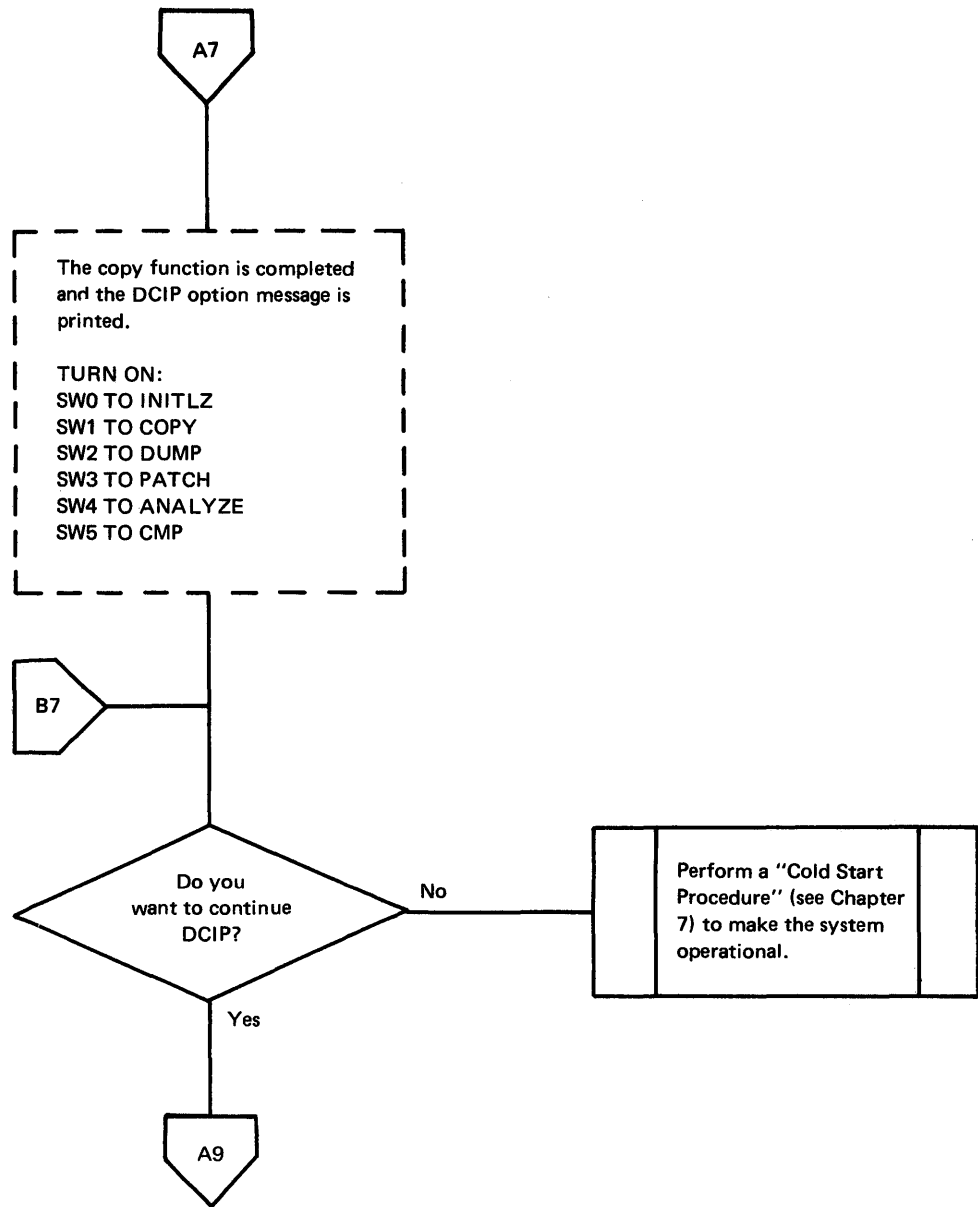 A7
The copy function is completed
and the DCIP option message is
printed.
TURN ON:
SW0 TO INITLZ
SW1 TO COPY
SW2 TO DUMP
SW3 TO PATCH
SW4 TO ANALYZE
SW5 TO CMP
B7
Do you
want to continue
DCIP?
No
Perform a "Cold Start
Procedure" (see Chapter
7) to make the system
operational.
Yes
A9